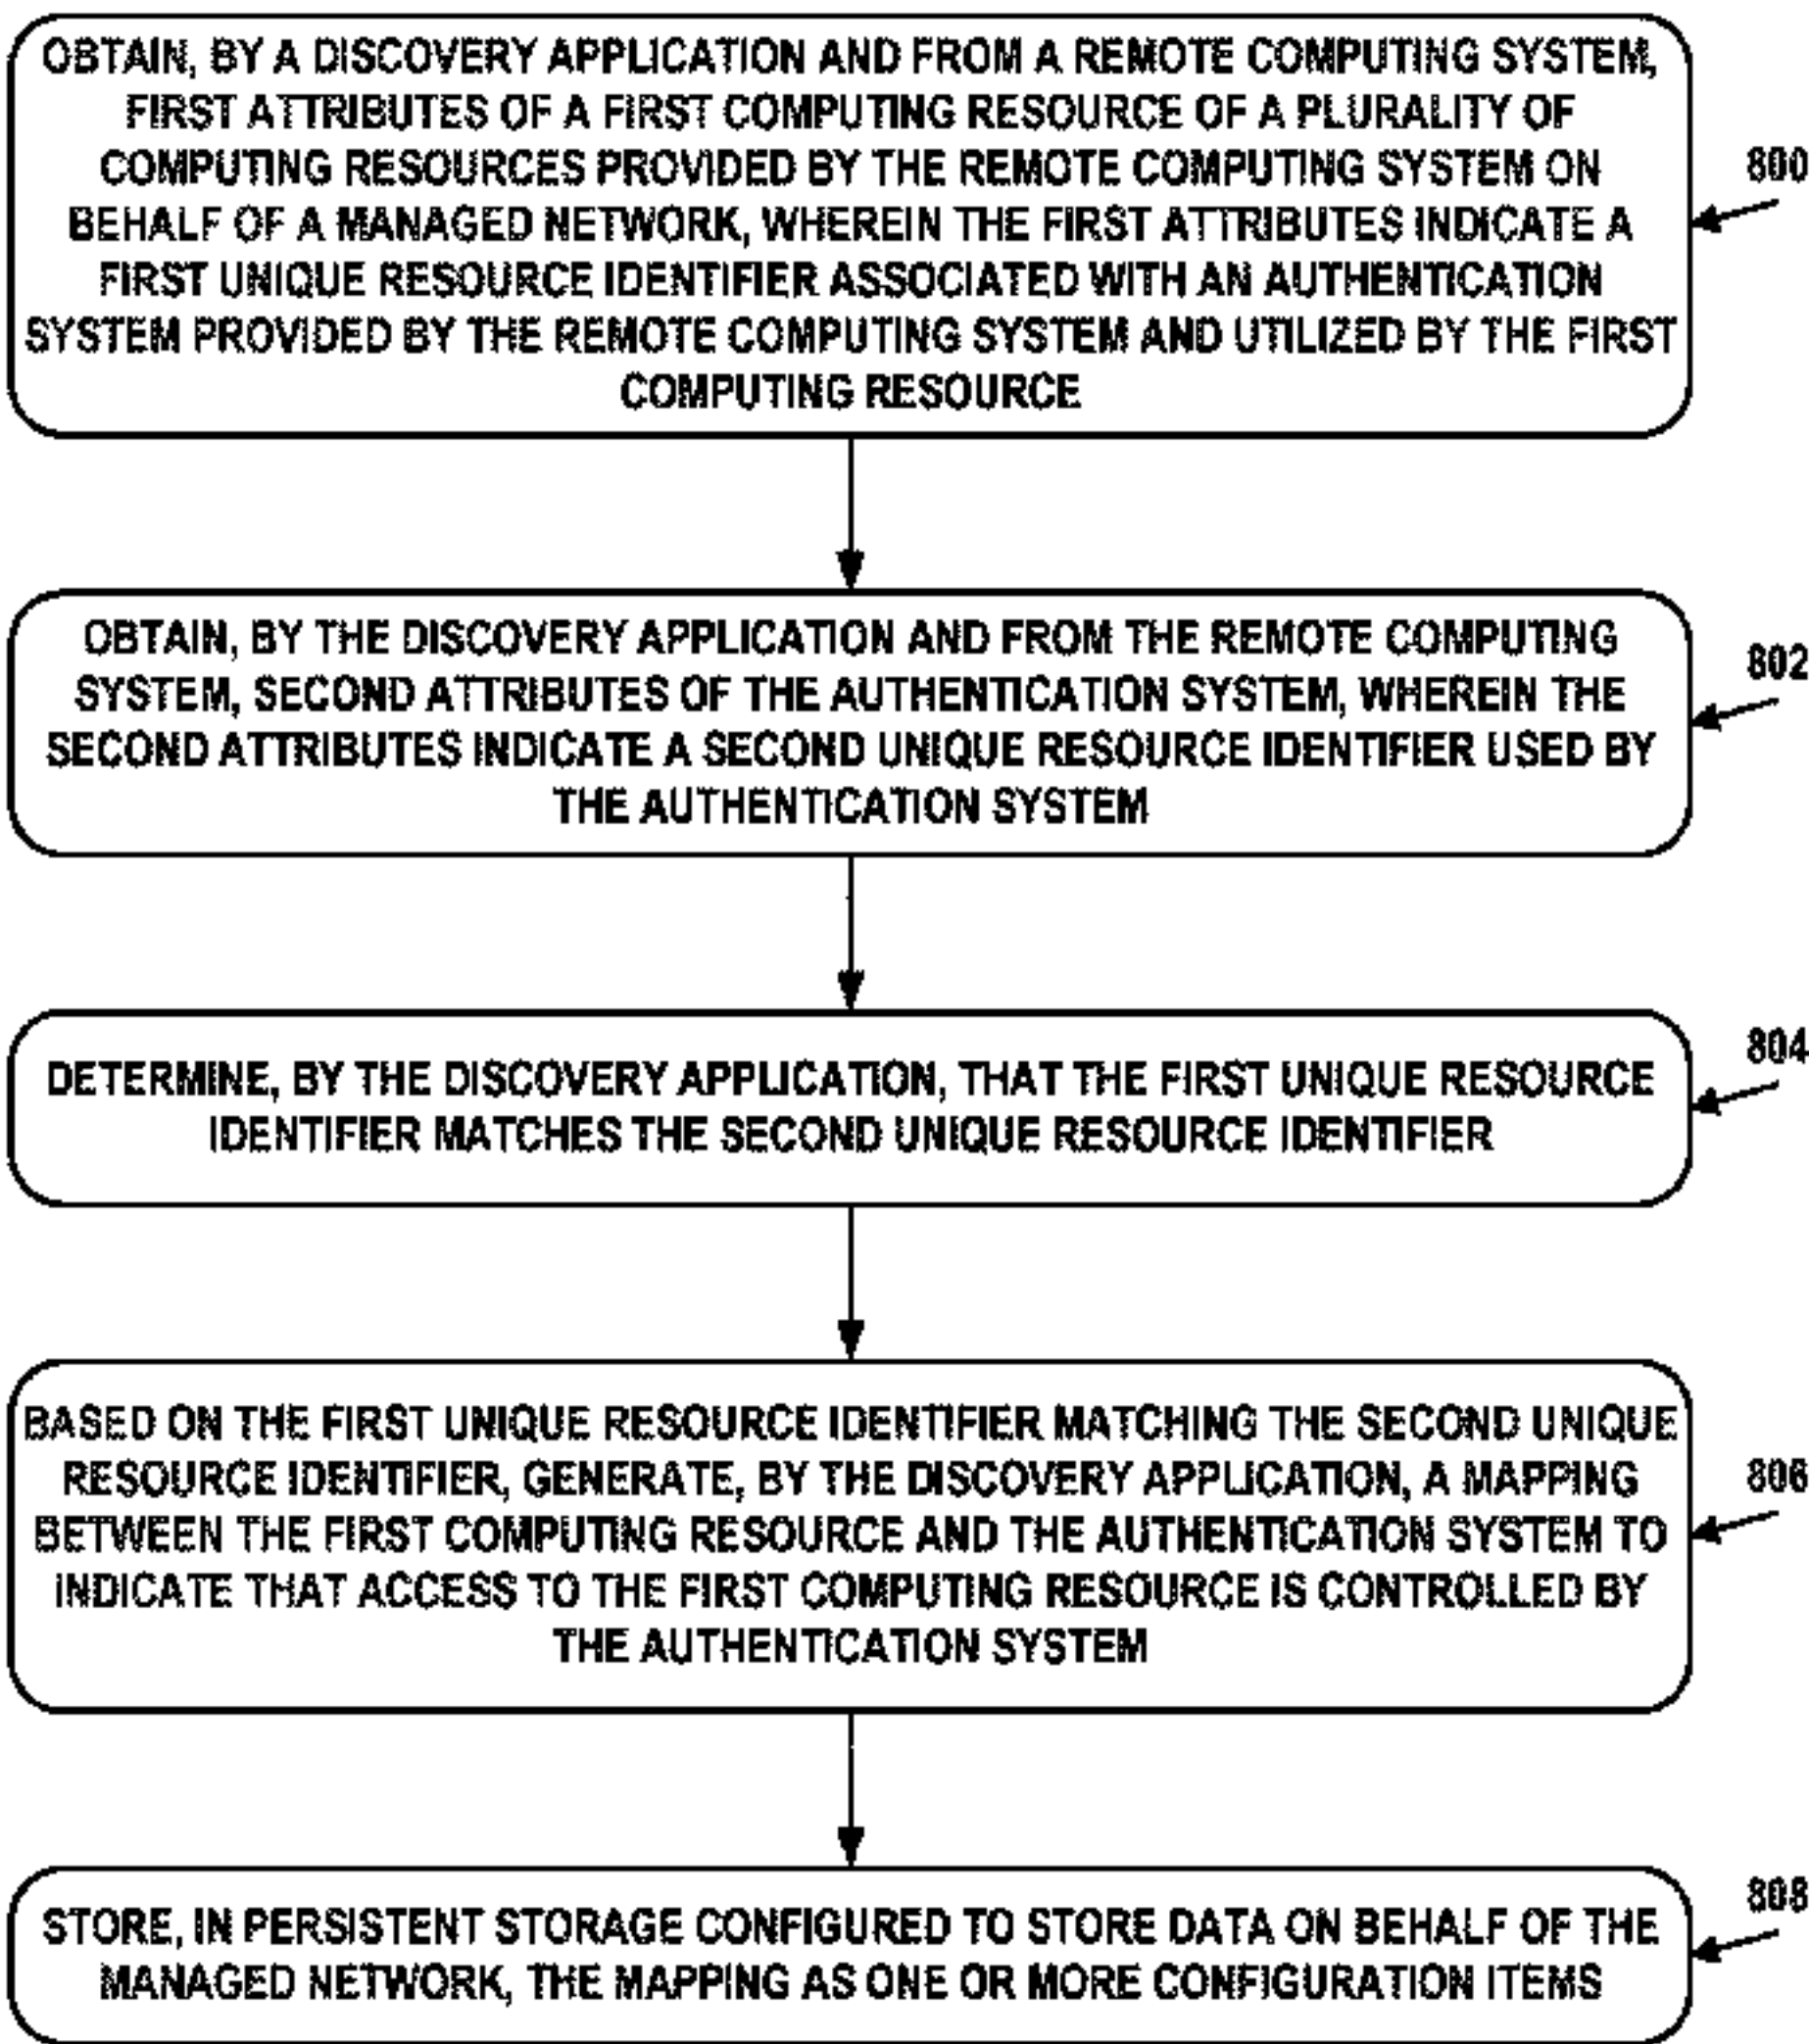 OBTAIN, BY A DISCOVERY APPLICATION AND FROM A REMOTE COMPUTING SYSTEM,
FIRST ATTRIBUTES OF A FIRST COMPUTING RESOURCE OF A PLURALITY OF
COMPUTING RESOURCES PROVIDED BY THE REMOTE COMPUTING SYSTEM ON
BEHALF OF A MANAGED NETWORK, WHEREIN THE FIRST ATTRIBUTES INDICATE A
FIRST UNIQUE RESOURCE IDENTIFIER ASSOCIATED WITH AN AUTHENTICATION
SYSTEM PROVIDED BY THE REMOTE COMPUTING SYSTEM AND UTILIZED BY THE FIRST
COMPUTING RESOURCE
800
OBTAIN, BY THE DISCOVERY APPLICATION AND FROM THE REMOTE COMPUTING
SYSTEM, SECOND ATTRIBUTES OF THE AUTHENTICATION SYSTEM, WHEREIN THE
SECOND ATTRIBUTES INDICATE A SECOND UNIQUE RESOURCE IDENTIFIER USED BY
THE AUTHENTICATION SYSTEM
802
DETERMINE, BY THE DISCOVERY APPLICATION, THAT THE FIRST UNIQUE RESOURCE
IDENTIFIER MATCHES THE SECOND UNIQUE RESOURCE IDENTIFIER
804
BASED ON THE FIRST UNIQUE RESOURCE IDENTIFIER MATCHING THE SECOND UNIQUE
RESOURCE IDENTIFIER, GENERATE, BY THE DISCOVERY APPLICATION, A MAPPING
BETWEEN THE FIRST COMPUTING RESOURCE AND THE AUTHENTICATION SYSTEM TO
INDICATE THAT ACCESS TO THE FIRST COMPUTING RESOURCE IS CONTROLLED BY
THE AUTHENTICATION SYSTEM
806
STORE, IN PERSISTENT STORAGE CONFIGURED TO STORE DATA ON BEHALF OF THE
MANAGED NETWORK, THE MAPPING AS ONE OR MORE CONFIGURATION ITEMS
808